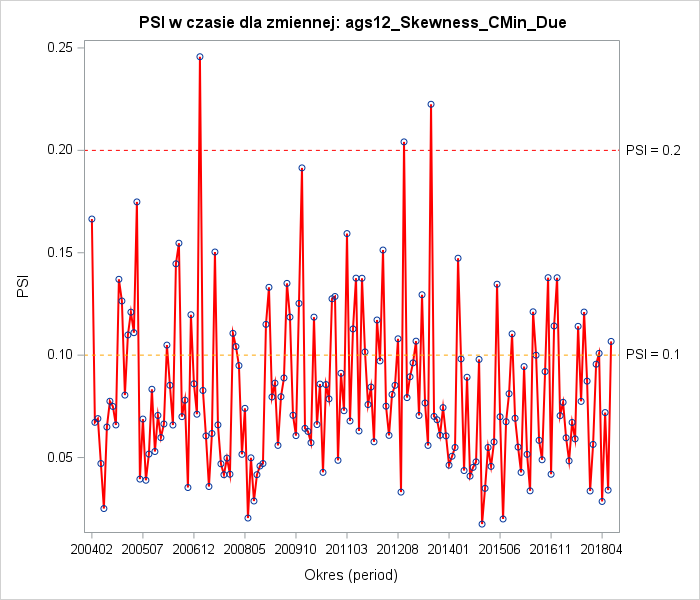 PSI w czasie dla zmiennej: ags12_Skewness_CMin_Due
0.25
0.20
0.15
0.10
0.05
PSI
PSI = 0.2
PSI = 0.1
200402 200507 200612 200805 200910 201103 201208 201401 201506 201611 201804
Okres (period)